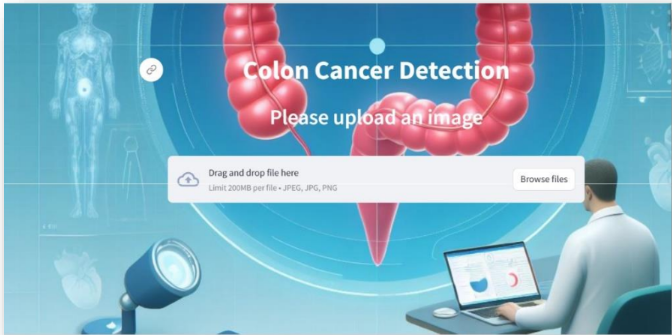 Colon Cancer Detection
Please upload an image
Drag and drop file here
Limit 200MB per file • JPEG, JPG, PNG
Browse files